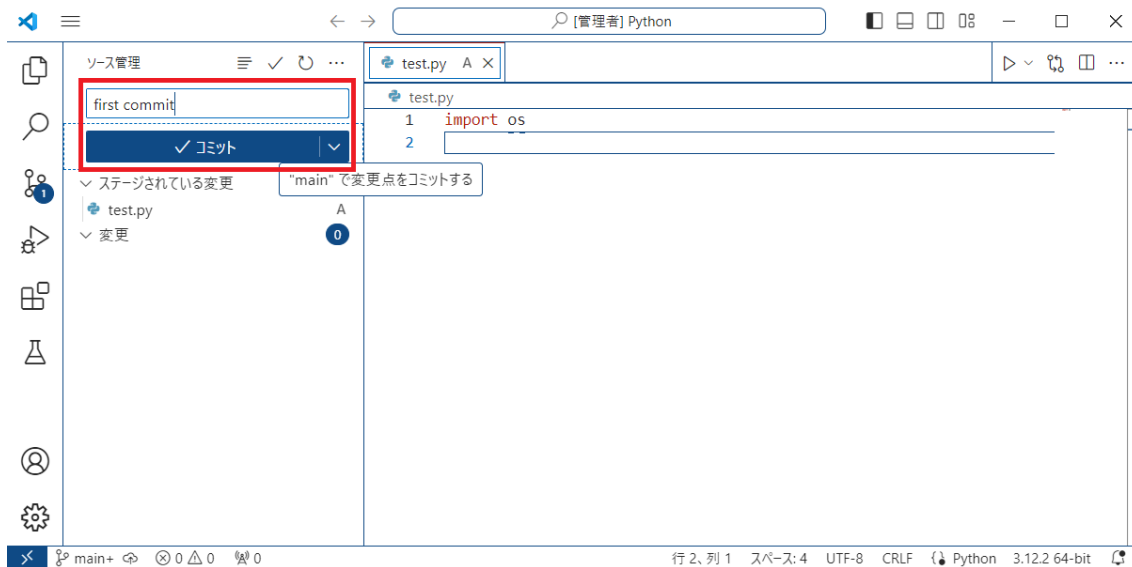 [管理者] Python
ソース管理
test.py A
first commit
test.py
1 import os
2
コミット
"main" で変更点をコミットする
ステージされている変更
test.py A
変更 0
1
main+ 0 0 0 行 2、列 1 スペース: 4 UTF-8 CRLF Python 3.12.2 64-bit